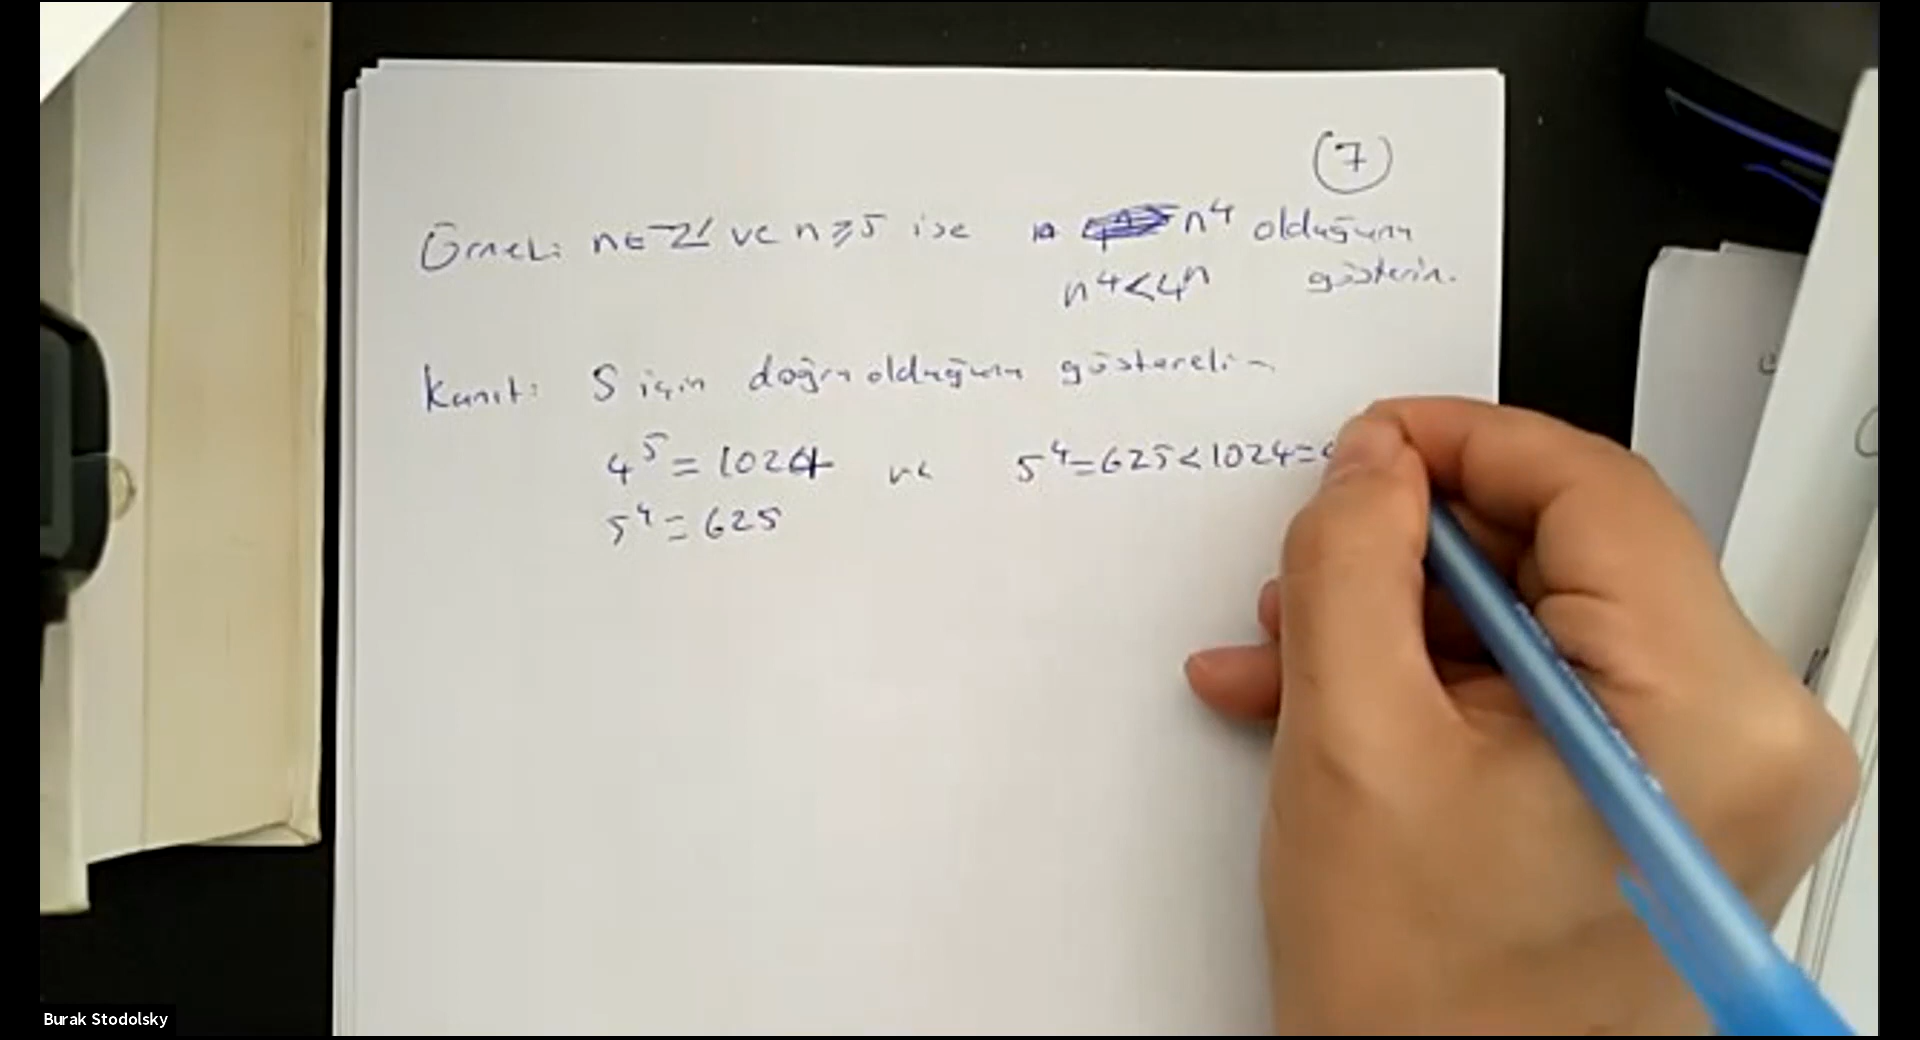 (7)
Örnek: n∈ℤ ve n≥5 ise n⁴ olduğunu
n⁴<4ⁿ gösterin.
Kanıt: 5 için doğru olduğunu gösterelim
4⁵=1024 ve 5⁴=625<1024=
5⁴=625
Burak Stodolsky